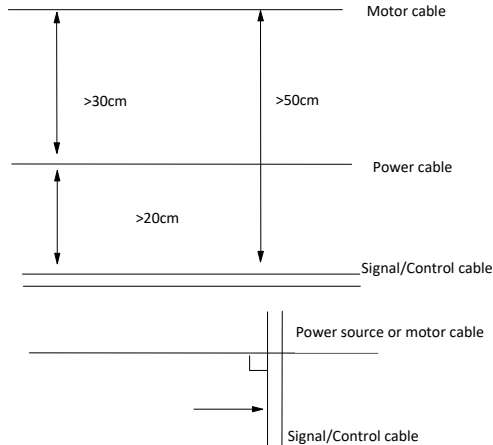 Motor cable
>30cm
>50cm
Power cable
>20cm
Signal/Control cable
Power source or motor cable
Signal/Control cable